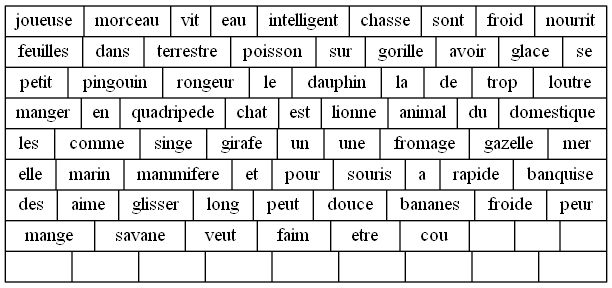 joueuse morceau vit eau intelligent chasse sont froid nourrit
feuilles dans terrestre poisson sur gorille avoir glace se
petit pingouin rongeur le dauphin la de trop loutre
manger en quadripede chat est lionne animal du domestique
les comme singe girafe un une fromage gazelle mer
elle marin mammifere et pour souris a rapide banquise
des aime glisser long peut douce bananes froide peur
mange savane veut faim etre cou